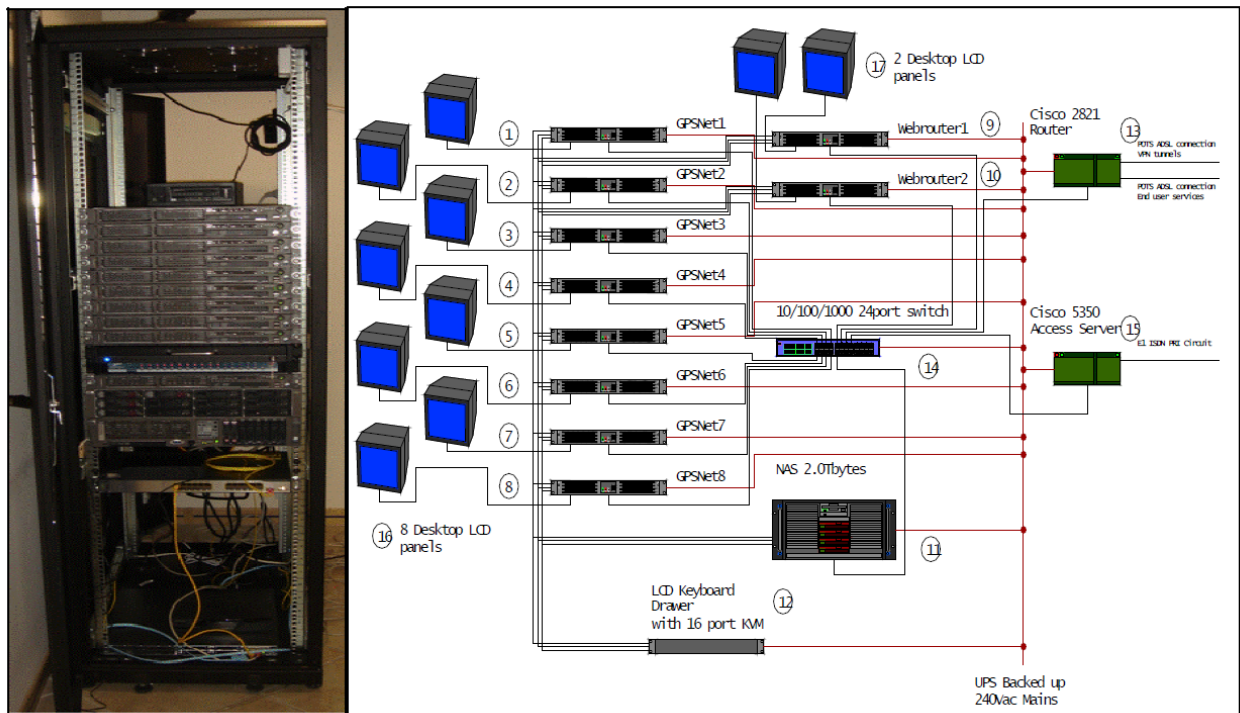 17
2 Desktop LCD
panels
1
GPSNet1
Webrouter1
9
Cisco 2821
Router
13
POTS ADSL connection
VPN tunnels
2
GPSNet2
Webrouter2
10
POTS ADSL connection
End user services
3
GPSNet3
4
GPSNet4
10/100/1000 24port switch
Cisco 5350
Access Server
15
E1 ISDN PRI Circuit
5
GPSNet5
14
6
GPSNet6
7
GPSNet7
8
GPSNet8
NAS 2.0Tbytes
16
8 Desktop LCD
panels
11
LCD Keyboard
Drawer
with 16 port KVM
12
UPS Backed up
240Vac Mains